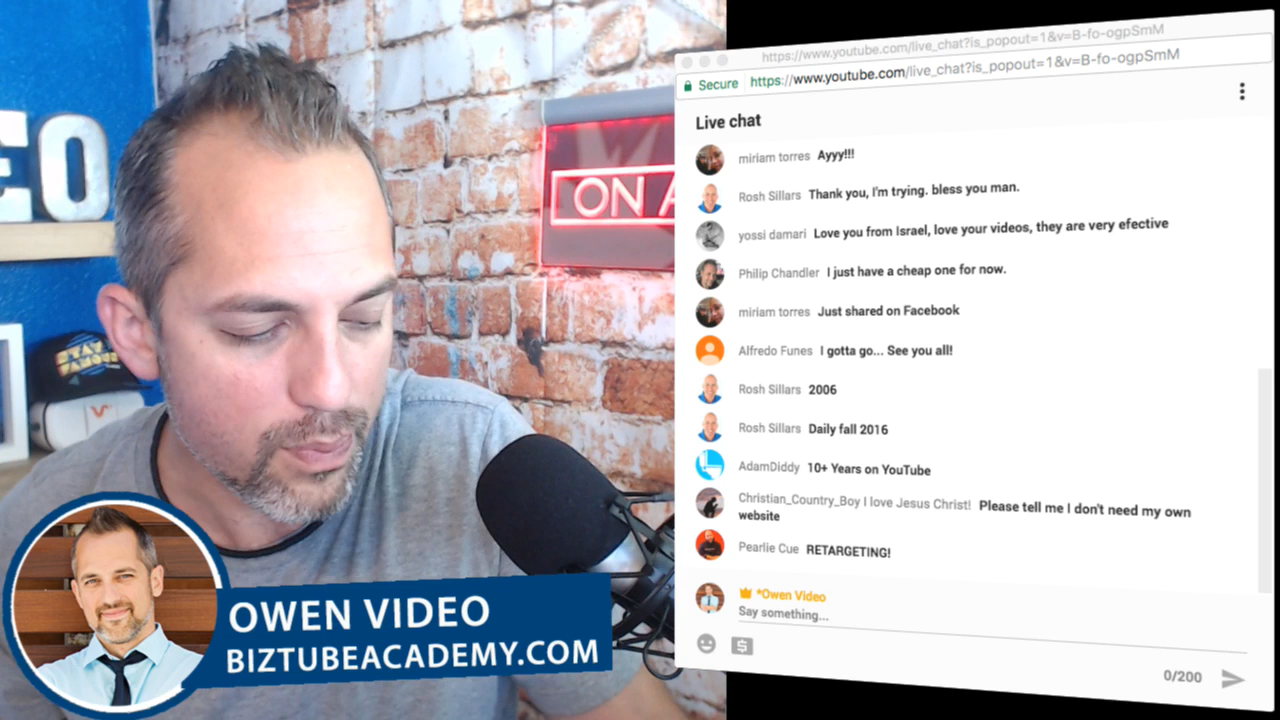 EO
ON A
https://www.youtube.com/live_chat?is_popout=1&v=B-fo-ogpSmM
Secure https://www.youtube.com/live_chat?is_popout=1&v=B-fo-ogpSmM
Live chat
miriam torres Ayyy!!!
Rosh Sillars Thank you, I'm trying. bless you man.
yossi damari Love you from Israel, love your videos, they are very efective
Philip Chandler I just have a cheap one for now.
miriam torres Just shared on Facebook
Alfredo Funes I gotta go... See you all!
Rosh Sillars 2006
Rosh Sillars Daily fall 2016
AdamDiddy 10+ Years on YouTube
Christian_Country_Boy I love Jesus Christ! Please tell me I don't need my own
website
Pearlie Cue RETARGETING!
*Owen Video
Say something...
0/200
OWEN VIDEO
BIZTUBEACADEMY.COM